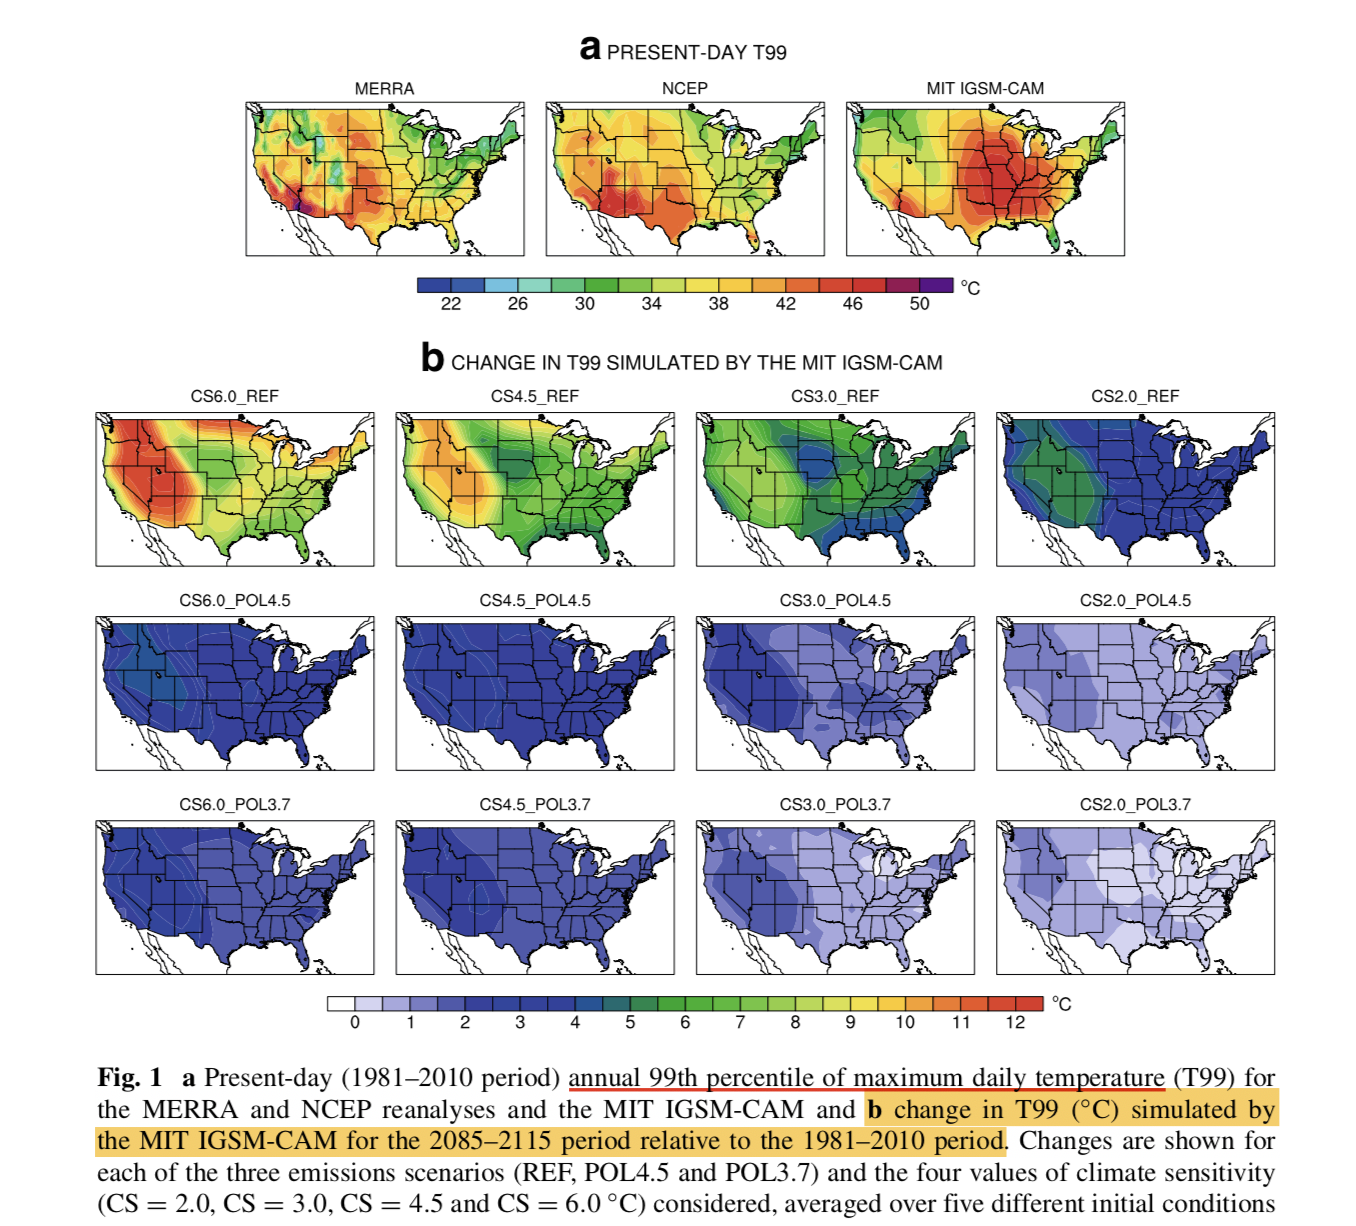 a PRESENT-DAY T99
MERRA
NCEP
MIT IGSM-CAM
22 26 30 34 38 42 46 50 °C
b CHANGE IN T99 SIMULATED BY THE MIT IGSM-CAM
CS6.0_REF
CS4.5_REF
CS3.0_REF
CS2.0_REF
CS6.0_POL4.5
CS4.5_POL4.5
CS3.0_POL4.5
CS2.0_POL4.5
CS6.0_POL3.7
CS4.5_POL3.7
CS3.0_POL3.7
CS2.0_POL3.7
0 1 2 3 4 5 6 7 8 9 10 11 12 °C
Fig. 1 a Present-day (1981–2010 period) annual 99th percentile of maximum daily temperature (T99) for
the MERRA and NCEP reanalyses and the MIT IGSM-CAM and b change in T99 (°C) simulated by
the MIT IGSM-CAM for the 2085–2115 period relative to the 1981–2010 period. Changes are shown for
each of the three emissions scenarios (REF, POL4.5 and POL3.7) and the four values of climate sensitivity
(CS = 2.0, CS = 3.0, CS = 4.5 and CS = 6.0 °C) considered, averaged over five different initial conditions